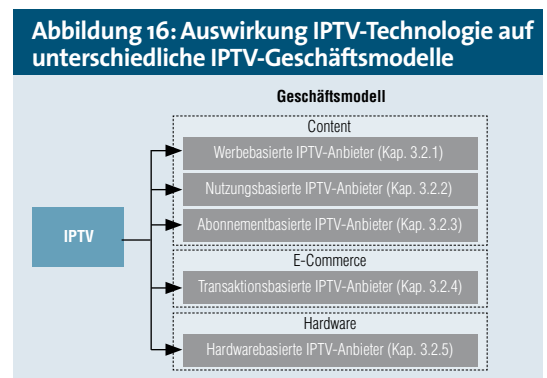 Abbildung 16: Auswirkung IPTV-Technologie auf
unterschiedliche IPTV-Geschäftsmodelle
Geschäftsmodell
Content
Werbebasierte IPTV-Anbieter (Kap. 3.2.1)
Nutzungsbasierte IPTV-Anbieter (Kap. 3.2.2)
Abonnementbasierte IPTV-Anbieter (Kap. 3.2.3)
IPTV
E-Commerce
Transaktionsbasierte IPTV-Anbieter (Kap. 3.2.4)
Hardware
Hardwarebasierte IPTV-Anbieter (Kap. 3.2.5)